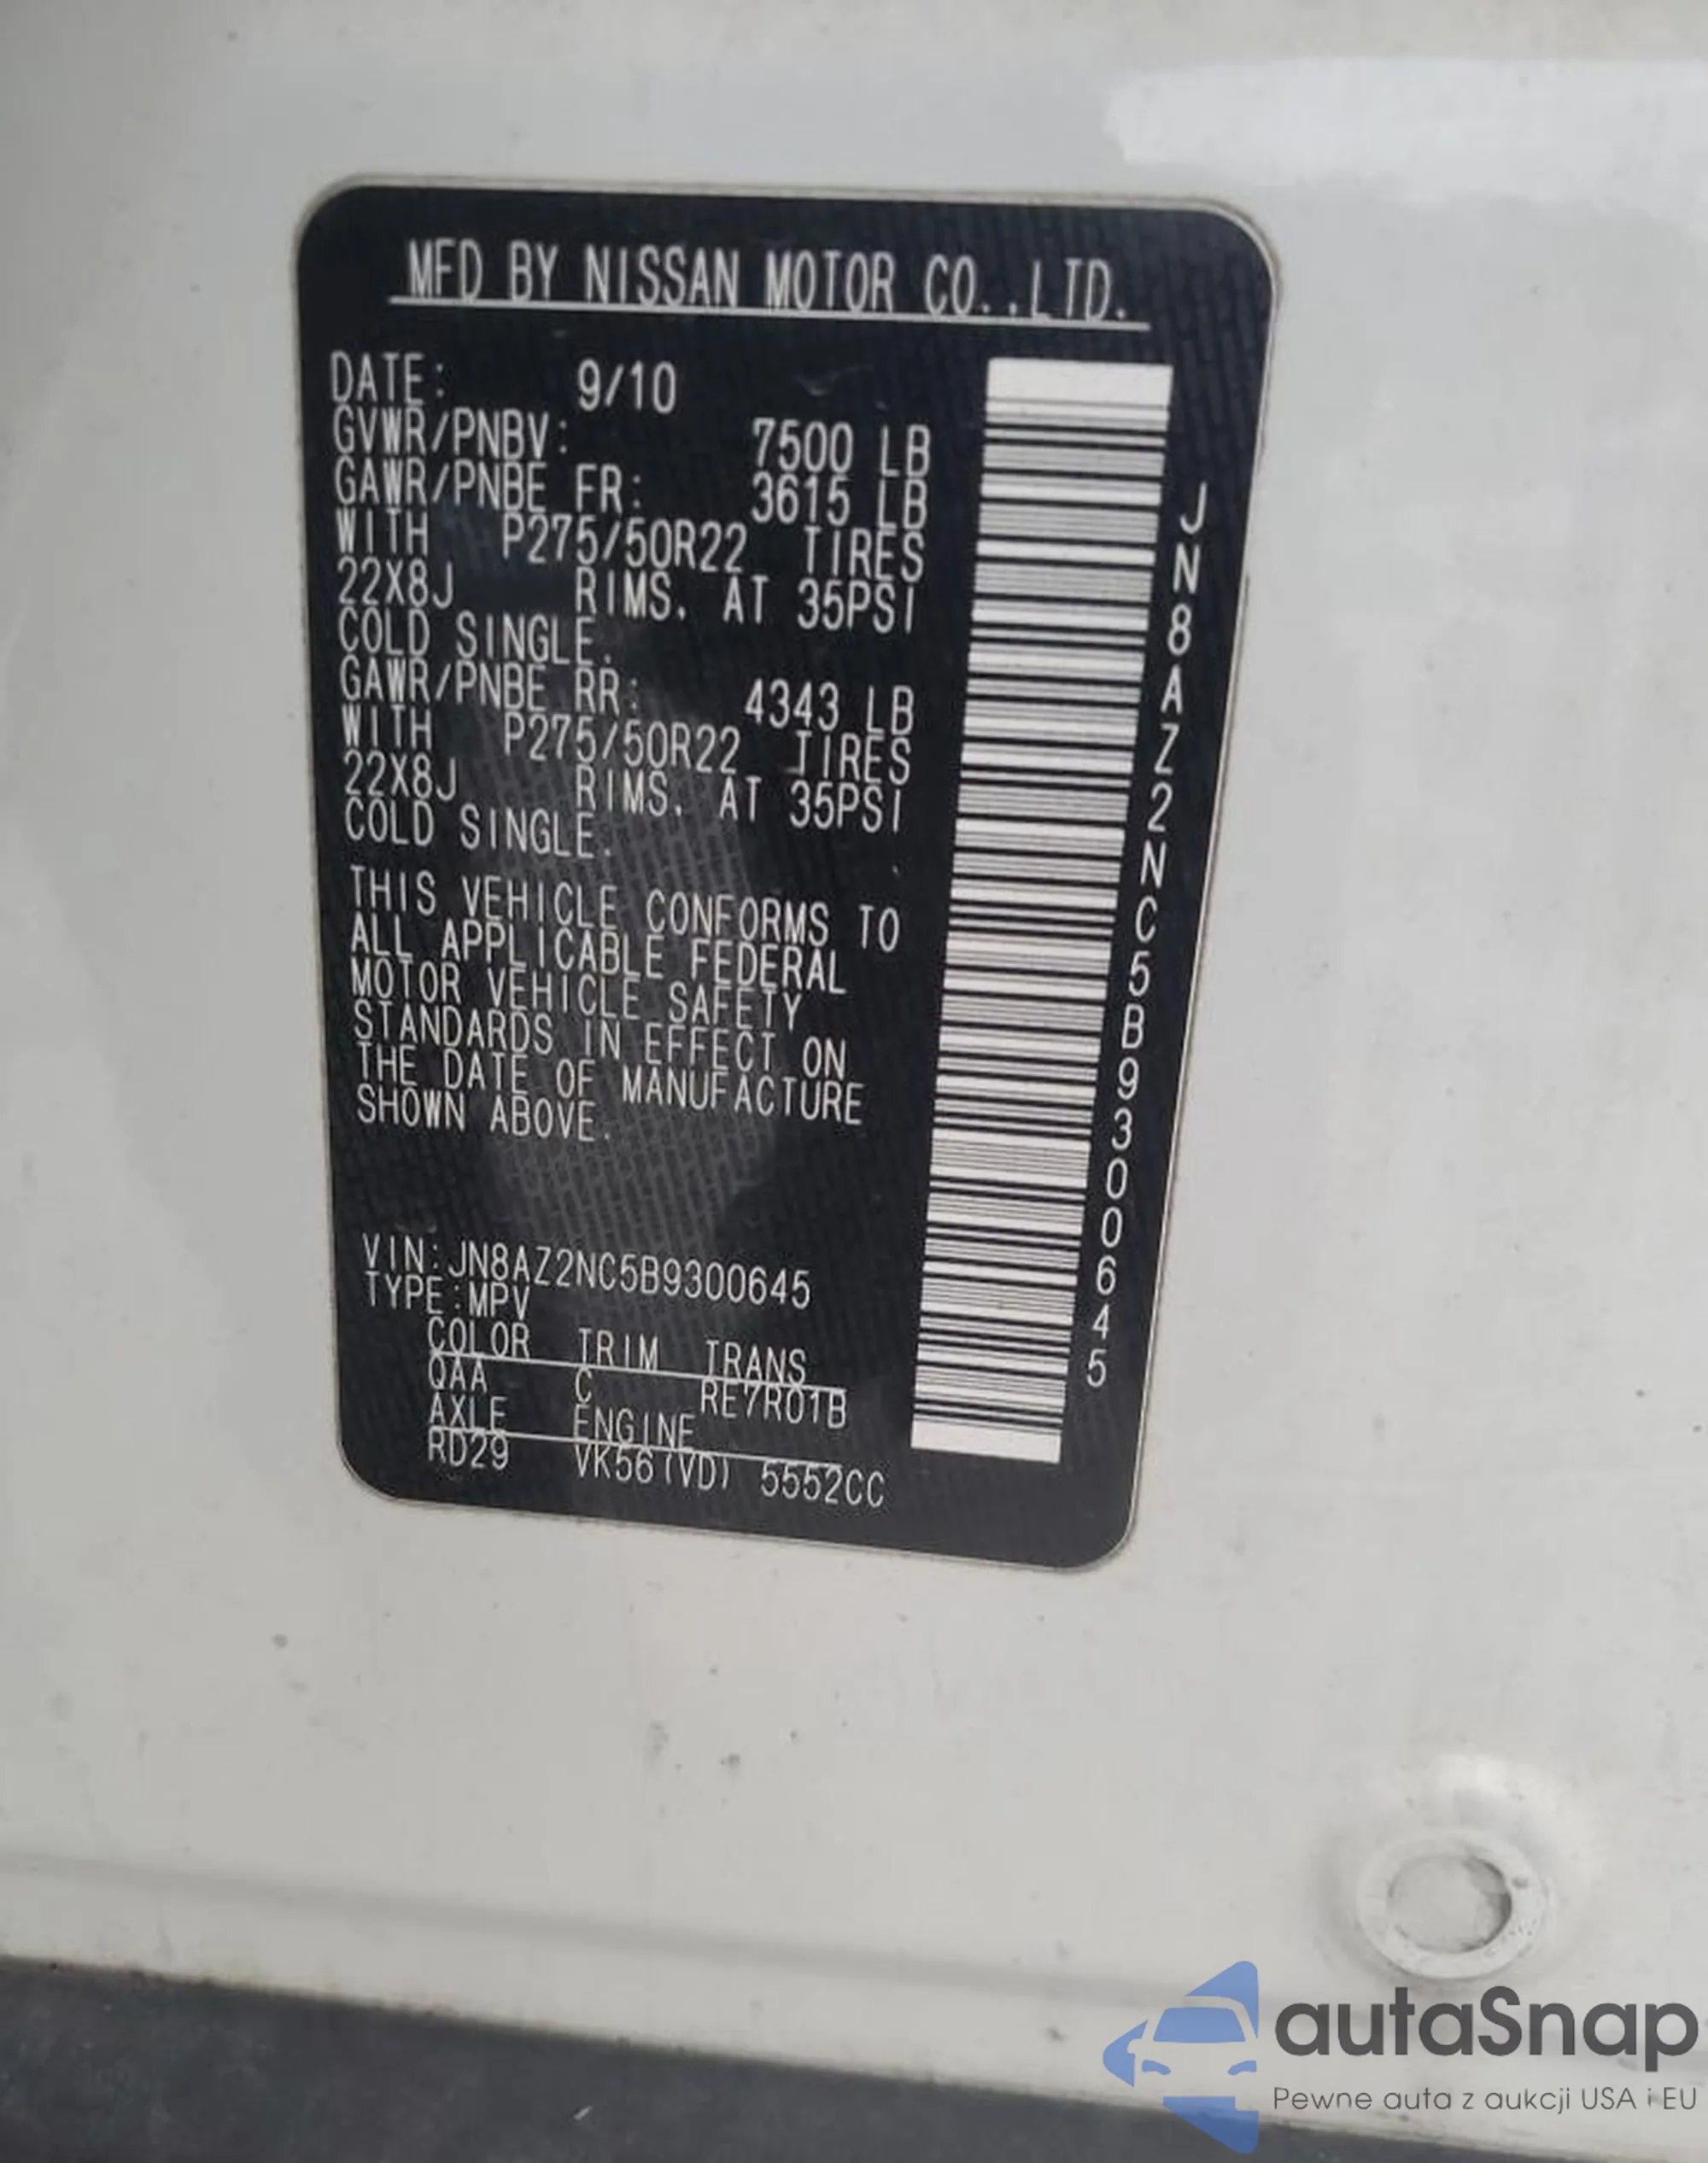 MFD BY NISSAN MOTOR CO.,LTD.
DATE: 9/10
GVWR/PNBV: 7500 LB
GAWR/PNBE FR: 3615 LB
WITH P275/50R22 TIRES
22X8J RIMS. AT 35PSI
COLD SINGLE.
GAWR/PNBE RR: 4343 LB
WITH P275/50R22 TIRES
22X8J RIMS. AT 35PSI
COLD SINGLE.
THIS VEHICLE CONFORMS TO
ALL APPLICABLE FEDERAL
MOTOR VEHICLE SAFETY
STANDARDS IN EFFECT ON
THE DATE OF MANUFACTURE
SHOWN ABOVE.
VIN:JN8AZ2NC5B9300645
TYPE:MPV
COLOR TRIM TRANS
QAA C RE7R01B
AXLE ENGINE
RD29 VK56(VD) 5552CC
JN8AZ2NC5B9300645
autaSnap
Pewne auta z aukcji USA i EU